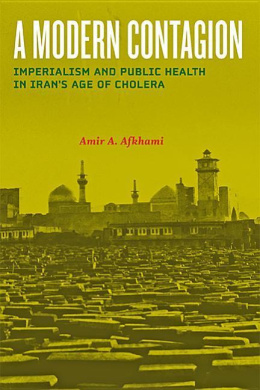 A MODERN CONTAGION
IMPERIALISM AND PUBLIC HEALTH
IN IRAN'S AGE OF CHOLERA
Amir A. Afkhami